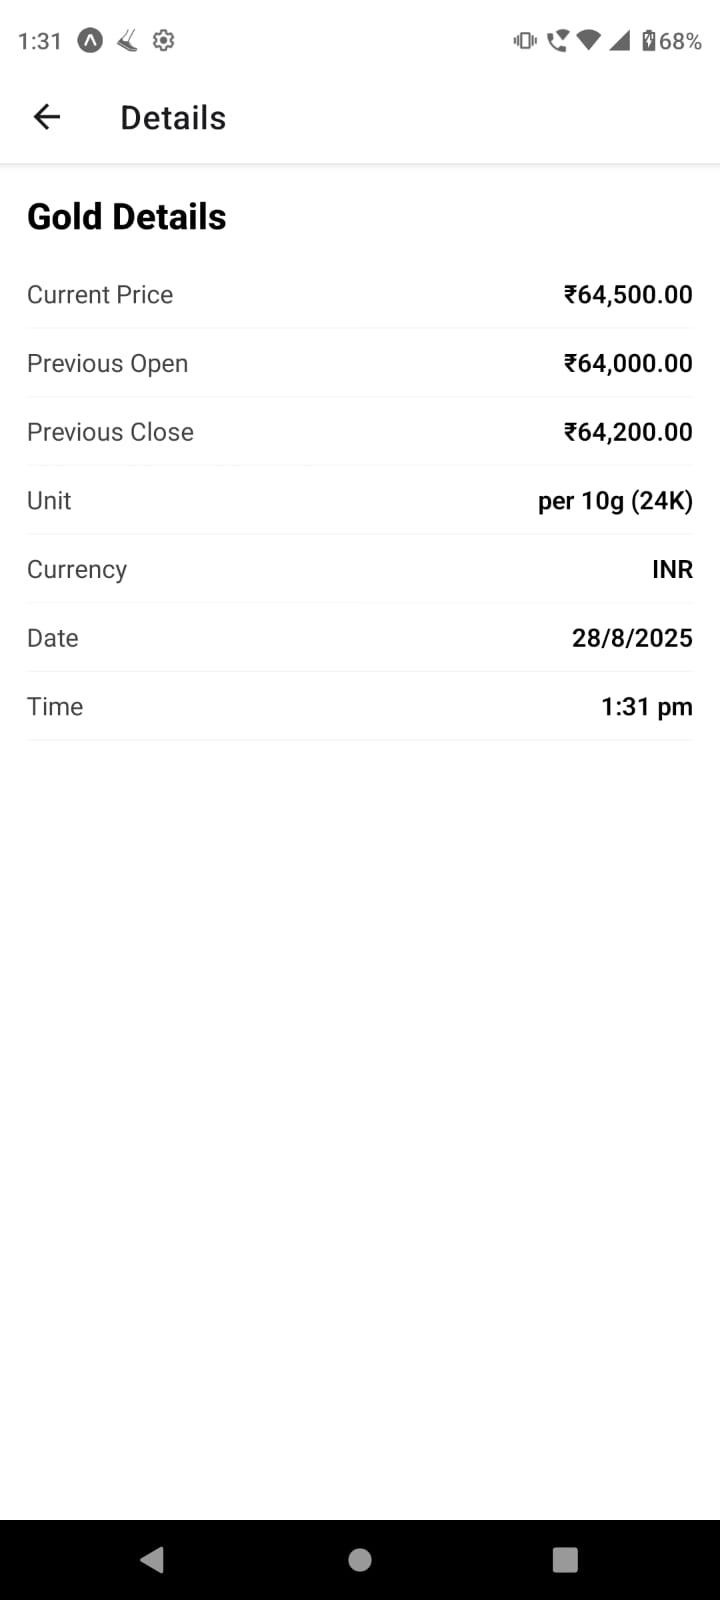 1:31 68%
Details
Gold Details
Current Price ₹64,500.00
Previous Open ₹64,000.00
Previous Close ₹64,200.00
Unit per 10g (24K)
Currency INR
Date 28/8/2025
Time 1:31 pm